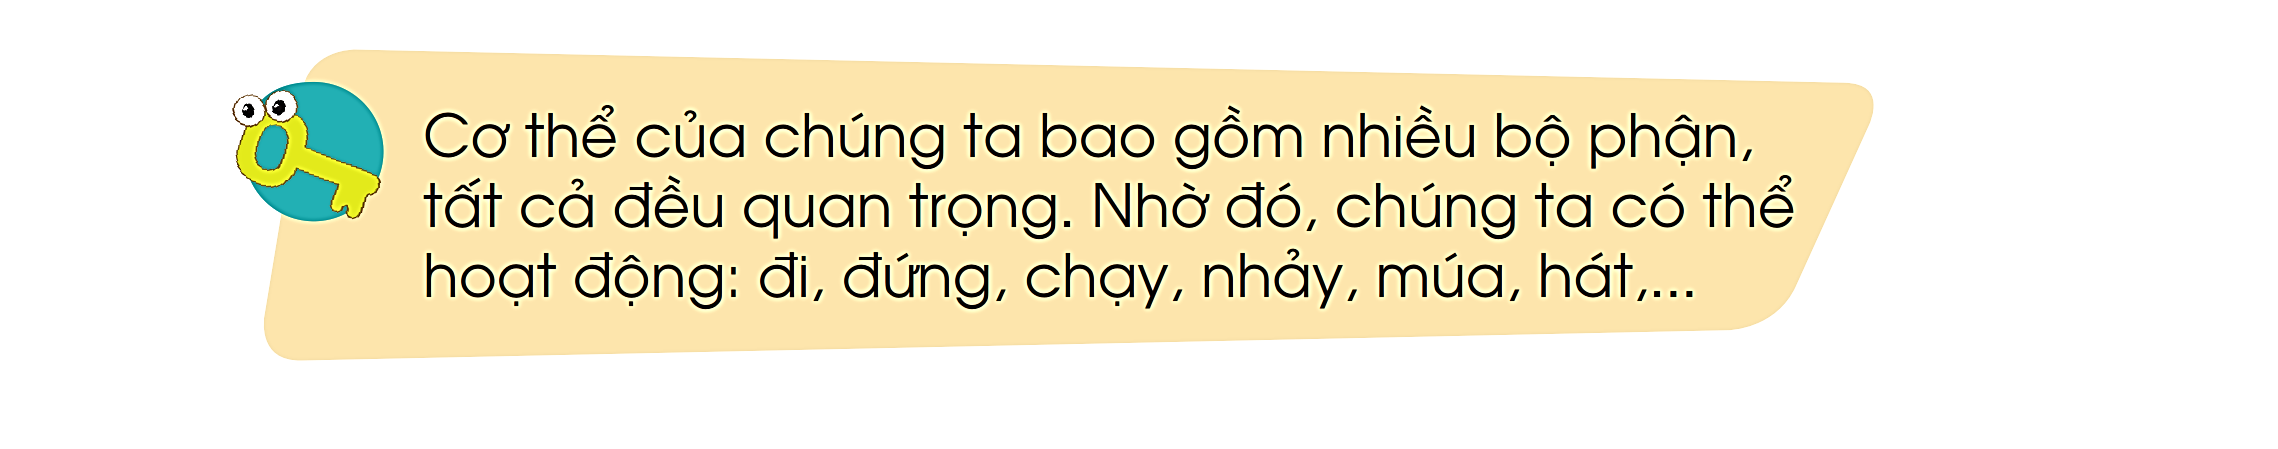 Cơ thể của chúng ta bao gồm nhiều bộ phận,
tất cả đều quan trọng. Nhờ đó, chúng ta có thể
hoạt động: đi, đứng, chạy, nhảy, múa, hát,...